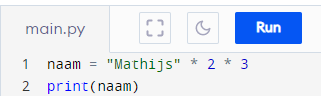 main.py
Run
1 naam = "Mathijs" * 2 * 3
2 print(naam)